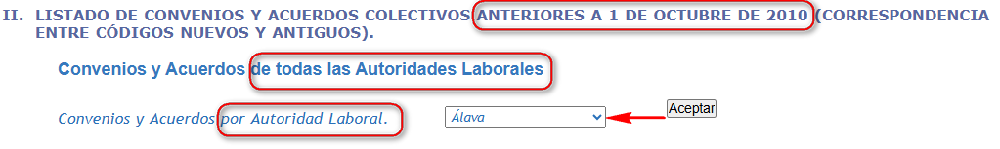 II. LISTADO DE CONVENIOS Y ACUERDOS COLECTIVOS ANTERIORES A 1 DE OCTUBRE DE 2010 (CORRESPONDENCIA
ENTRE CÓDIGOS NUEVOS Y ANTIGUOS).
Convenios y Acuerdos de todas las Autoridades Laborales
Convenios y Acuerdos por Autoridad Laboral. Álava Aceptar